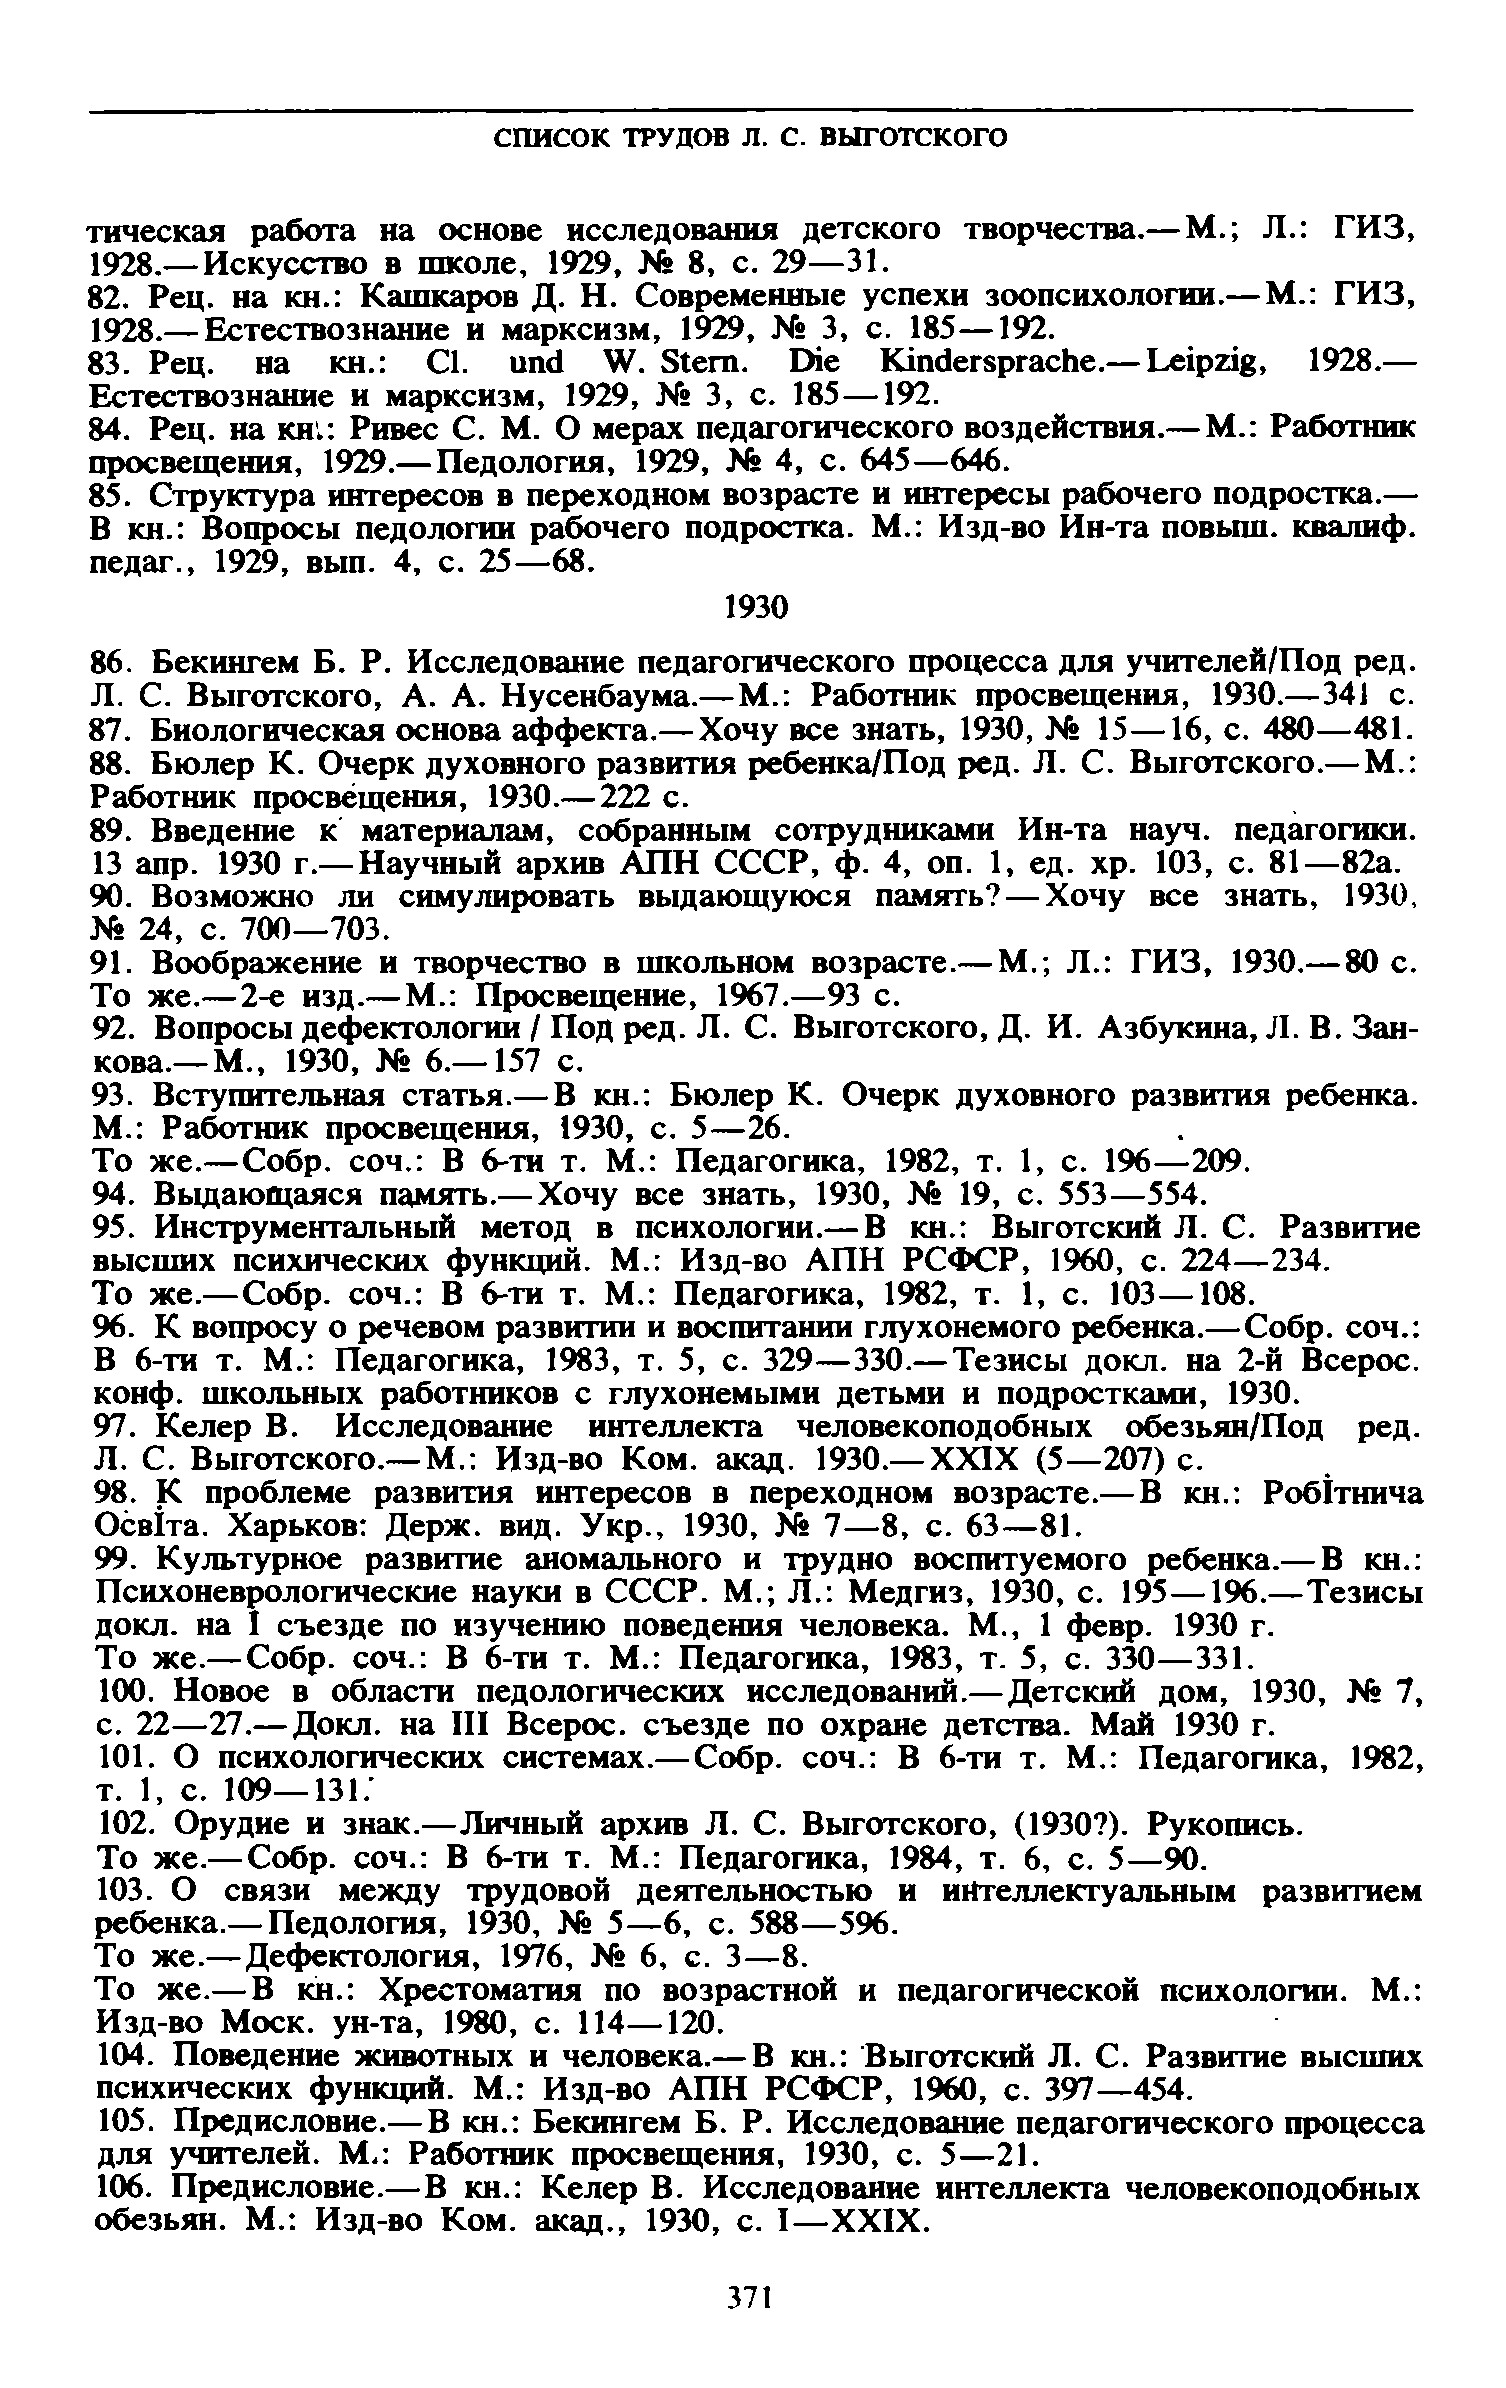 СПИСОК ТРУДОВ Л. С. ВЫГОТСКОГО
тическая работа на основе исследования детского творчества.— М.; Л.: ГИЗ,
1928.— Искусство в школе, 1929, № 8, с. 29—31.
82. Рец. на кн.: Кашкаров Д. Н. Современные успехи зоопсихологии.— М.: ГИЗ,
1928.— Естествознание и марксизм, 1929, № 3, с. 185—192.
83. Рец. на кн.: Cl. und W. Stern. Die Kindersprache.— Leipzig, 1928.—
Естествознание и марксизм, 1929, № 3, с. 185—192.
84. Рец. на кн.: Ривес С. М. О мерах педагогического воздействия.— М.: Работник
просвещения, 1929.— Педология, 1929, № 4, с. 645—646.
85. Структура интересов в переходном возрасте и интересы рабочего подростка.—
В кн.: Вопросы педологии рабочего подростка. М.: Изд-во Ин-та повыш. квалиф.
педаг., 1929, вып. 4, с. 25—68.
1930
86. Бекингем Б. Р. Исследование педагогического процесса для учителей/Под ред.
Л. С. Выготского, А. А. Нусенбаума.— М.: Работник просвещения, 1930.— 341 с.
87. Биологическая основа аффекта.— Хочу все знать, 1930, № 15—16, с. 480—481.
88. Бюлер К. Очерк духовного развития ребенка/Под ред. Л. С. Выготского.— М.:
Работник просвещения, 1930.— 222 с.
89. Введение к материалам, собранным сотрудниками Ин-та науч. педагогики.
13 апр. 1930 г.— Научный архив АПН СССР, ф. 4, оп. 1, ед. хр. 103, с. 81—82а.
90. Возможно ли симулировать выдающуюся память? — Хочу все знать, 1930,
№ 24, с. 700—703.
91. Воображение и творчество в школьном возрасте.— М.; Л.: ГИЗ, 1930.— 80 с.
То же.— 2-е изд.— М.: Просвещение, 1967.—93 с.
92. Вопросы дефектологии / Под ред. Л. С. Выготского, Д. И. Азбукина, Л. В. Зан-
кова.— М., 1930, № 6.— 157 с.
93. Вступительная статья.— В кн.: Бюлер К. Очерк духовного развития ребенка.
М.: Работник просвещения, 1930, с. 5—26.
То же.— Собр. соч.: В 6-ти т. М.: Педагогика, 1982, т. 1, с. 196—209.
94. Выдающаяся память.— Хочу все знать, 1930, № 19, с. 553—554.
95. Инструментальный метод в психологии.— В кн.: Выготский Л. С. Развитие
высших психических функций. М.: Изд-во АПН РСФСР, 1960, с. 224—234.
То же.— Собр. соч.: В 6-ти т. М.: Педагогика, 1982, т. 1, с. 103—108.
96. К вопросу о речевом развитии и воспитании глухонемого ребенка.— Собр. соч.:
В 6-ти т. М.: Педагогика, 1983, т. 5, с. 329—330.— Тезисы докл. на 2-й Всерос.
конф. школьных работников с глухонемыми детьми и подростками, 1930.
97. Келер В. Исследование интеллекта человекоподобных обезьян/Под ред.
Л. С. Выготского.— М.: Изд-во Ком. акад. 1930.— XXIX (5—207) с.
98. К проблеме развития интересов в переходном возрасте.— В кн.: Робітнича
Освіта. Харьков: Держ. вид. Укр., 1930, № 7—8, с. 63—81.
99. Культурное развитие аномального и трудно воспитуемого ребенка.— В кн.:
Психоневрологические науки в СССР. М.; Л.: Медгиз, 1930, с. 195—196.— Тезисы
докл. на I съезде по изучению поведения человека. М., 1 февр. 1930 г.
То же.— Собр. соч.: В 6-ти т. М.: Педагогика, 1983, т. 5, с. 330—331.
100. Новое в области педологических исследований.— Детский дом, 1930, № 7,
с. 22—27.— Докл. на III Всерос. съезде по охране детства. Май 1930 г.
101. О психологических системах.— Собр. соч.: В 6-ти т. М.: Педагогика, 1982,
т. 1, с. 109—131.
102. Орудие и знак.— Личный архив Л. С. Выготского, (1930?). Рукопись.
То же.— Собр. соч.: В 6-ти т. М.: Педагогика, 1984, т. 6, с. 5—90.
103. О связи между трудовой деятельностью и интеллектуальным развитием
ребенка.— Педология, 1930, № 5—6, с. 588—596.
То же.— Дефектология, 1976, № 6, с. 3—8.
То же.— В кн.: Хрестоматия по возрастной и педагогической психологии. М.:
Изд-во Моск. ун-та, 1980, с. 114—120.
104. Поведение животных и человека.— В кн.: Выготский Л. С. Развитие высших
психических функций. М.: Изд-во АПН РСФСР, 1960, с. 397—454.
105. Предисловие.— В кн.: Бекингем Б. Р. Исследование педагогического процесса
для учителей. М.: Работник просвещения, 1930, с. 5—21.
106. Предисловие.— В кн.: Келер В. Исследование интеллекта человекоподобных
обезьян. М.: Изд-во Ком. акад., 1930, с. I—XXIX.
371